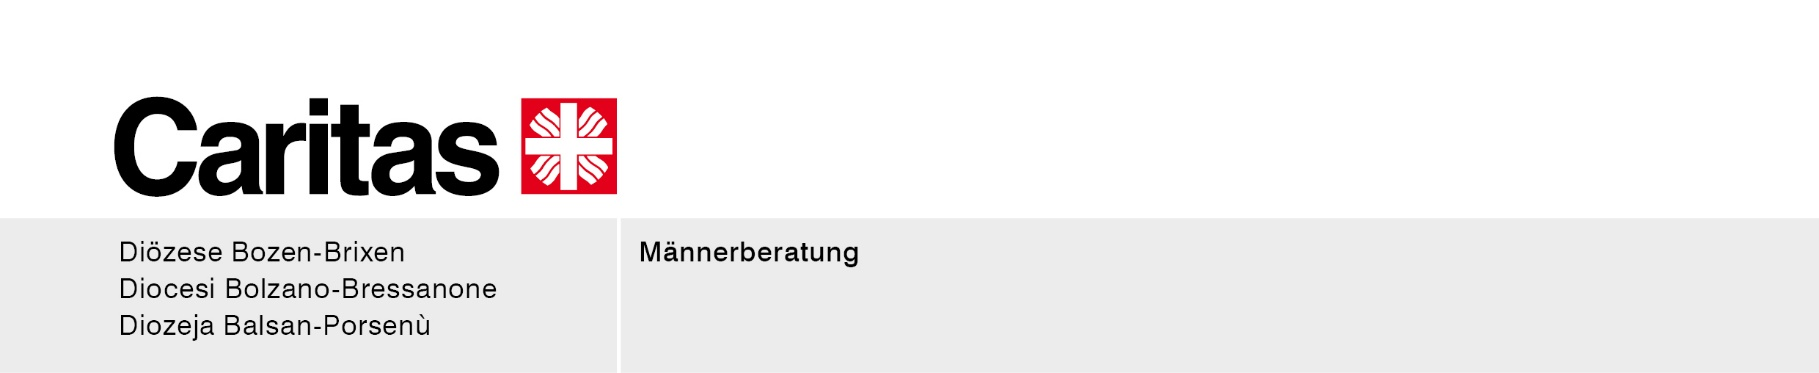 Caritas
Diözese Bozen-Brixen
Diocesi Bolzano-Bressanone
Diozeja Balsan-Porsenù
Männerberatung